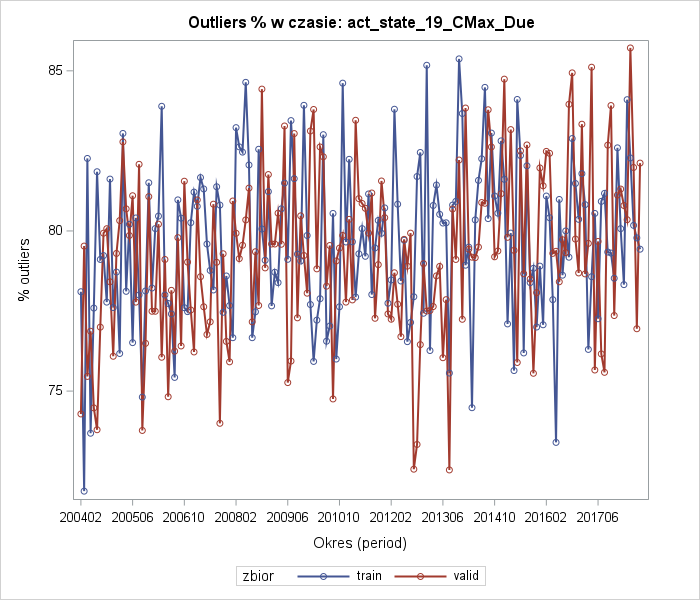 Outliers % w czasie: act_state_19_CMax_Due
% outliers
85
80
75
200402 200506 200610 200802 200906 201010 201202 201306 201410 201602 201706
Okres (period)
zbior train valid